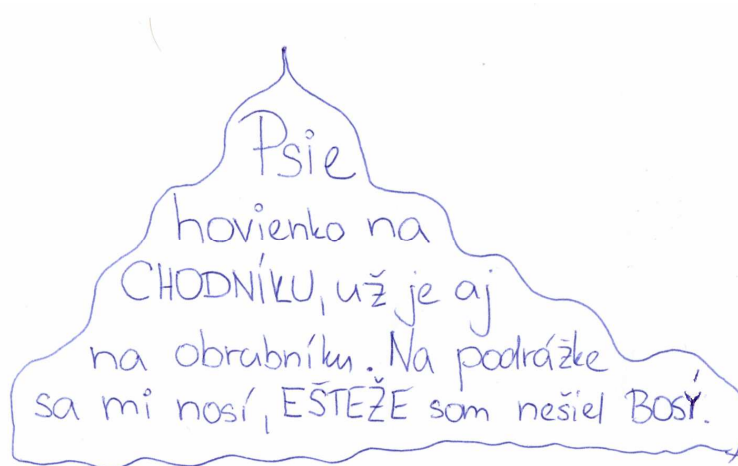 Psie
hovienko na
CHODNÍKU, už je aj
na obrubníku. Na podrážke
sa mi nosí, EŠTEŽE som nešiel BOSÝ.